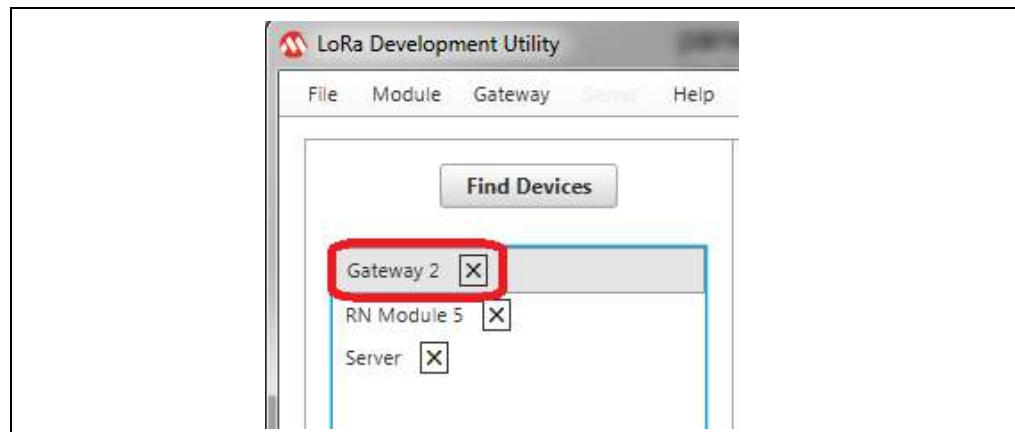 LoRa Development Utility
File Module Gateway Server Help
Find Devices
Gateway 2
RN Module 5
Server